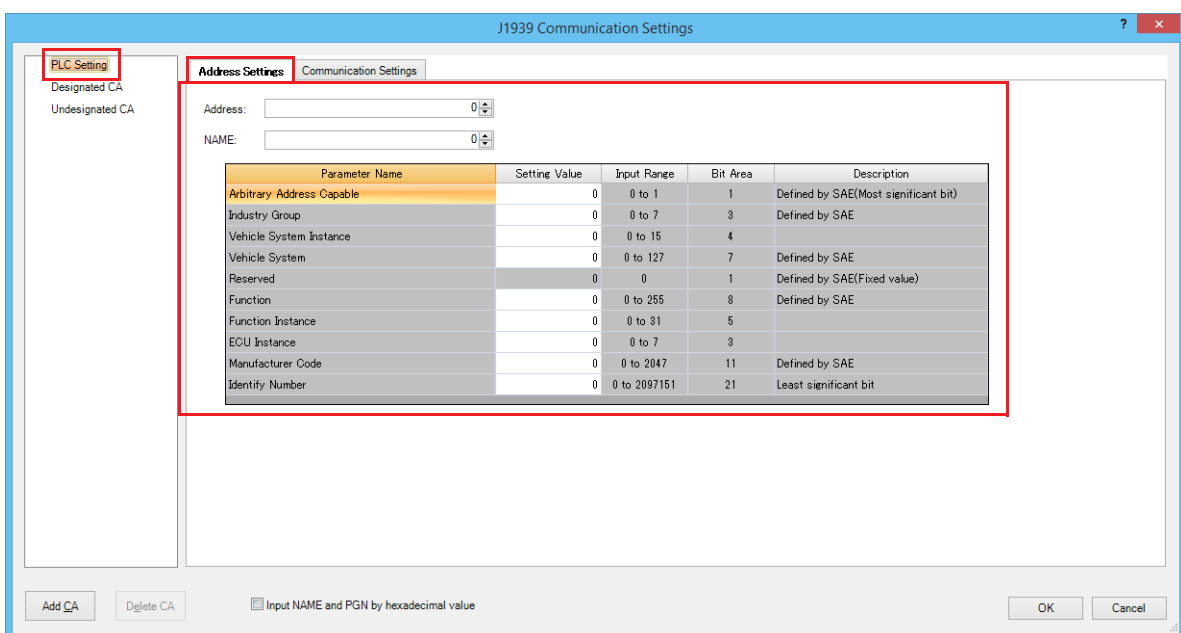 J1939 Communication Settings
? ×
PLC Setting
Designated CA
Undesignated CA
Address Settings Communication Settings
Address: 0
NAME: 0
Parameter Name Setting Value Input Range Bit Area Description
Arbitrary Address Capable 0 0 to 1 1 Defined by SAE(Most significant bit)
Industry Group 0 0 to 7 3 Defined by SAE
Vehicle System Instance 0 0 to 15 4
Vehicle System 0 0 to 127 7 Defined by SAE
Reserved 0 0 1 Defined by SAE(Fixed value)
Function 0 0 to 255 8 Defined by SAE
Function Instance 0 0 to 31 5
ECU Instance 0 0 to 7 3
Manufacturer Code 0 0 to 2047 11 Defined by SAE
Identify Number 0 0 to 2097151 21 Least significant bit
Add CA Delete CA Input NAME and PGN by hexadecimal value OK Cancel